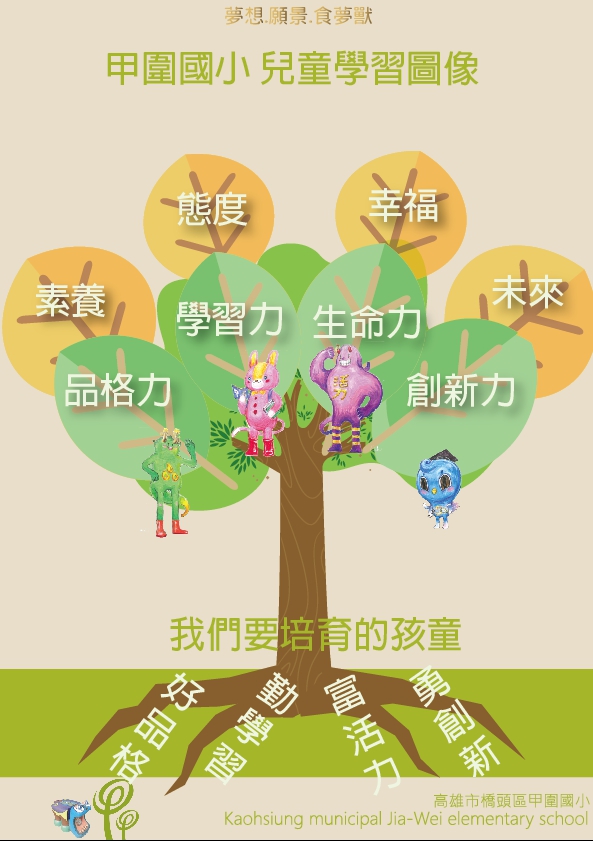 夢想.願景.食夢獸
甲圍國小 兒童學習圖像
態度
幸福
素養
未來
學習力
生命力
品格力
創新力
活力
我們要培育的孩童
好品格
勤學習
富活力
勇創新
高雄市橋頭區甲圍國小
Kaohsiung municipal Jia-Wei elementary school